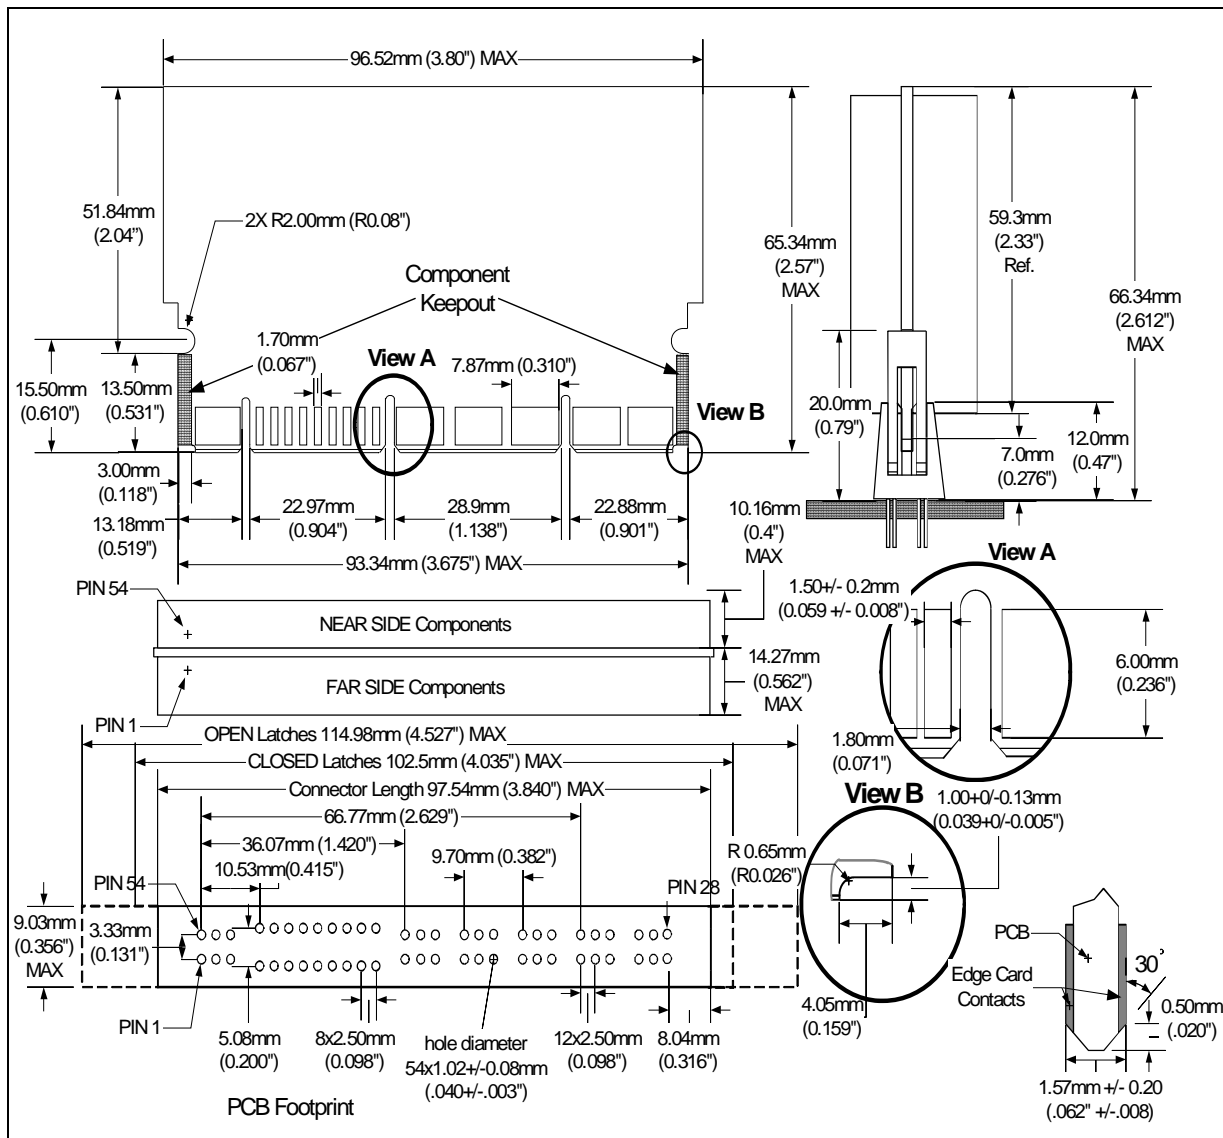 96.52mm (3.80") MAX
51.84mm
(2.04")
2X R2.00mm (R0.08")
Component
Keepout
1.70mm
(0.067")
View A
7.87mm (0.310")
65.34mm
(2.57")
MAX
59.3mm
(2.33")
Ref.
66.34mm
(2.612")
MAX
15.50mm
(0.610")
13.50mm
(0.531")
View B
20.0mm
(0.79")
12.0mm
(0.47")
7.0mm
(0.276")
3.00mm
(0.118")
13.18mm
(0.519")
22.97mm
(0.904")
28.9mm
(1.138")
22.88mm
(0.901")
10.16mm
(0.4")
MAX
93.34mm (3.675") MAX
View A
1.50+/- 0.2mm
(0.059 +/- 0.008")
6.00mm
(0.236")
1.80mm
(0.071")
PIN 54
NEAR SIDE Components
FAR SIDE Components
PIN 1
14.27mm
(0.562")
MAX
OPEN Latches 114.98mm (4.527") MAX
CLOSED Latches 102.5mm (4.035") MAX
Connector Length 97.54mm (3.840") MAX
66.77mm (2.629")
36.07mm (1.420")
10.53mm(0.415")
9.70mm (0.382")
PIN 54
PIN 28
9.03mm
(0.356")
MAX
3.33mm
(0.131")
PIN 1
5.08mm
(0.200")
8x2.50mm
(0.098")
hole diameter
54x1.02+/-0.08mm
(.040+/-.003")
12x2.50mm
(0.098")
8.04mm
(0.316")
PCB Footprint
View B
1.00+0/-0.13mm
(0.039+0/-0.005")
R 0.65mm
(R0.026")
4.05mm
(0.159")
PCB
Edge Card
Contacts
30°
0.50mm
(.020")
1.57mm +/- 0.20
(.062" +/-.008)